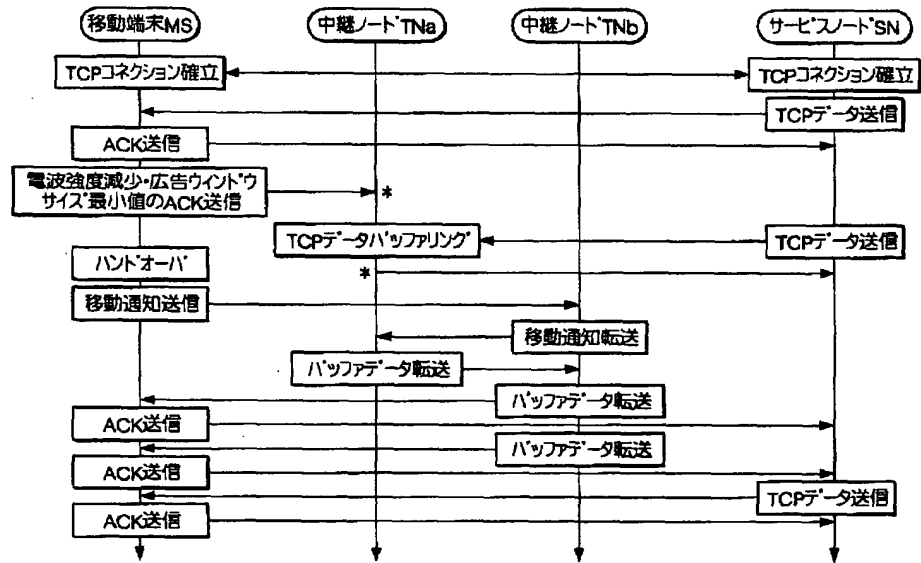 移動端末MS
中継ノードTNa
中継ノードTNb
サービスノードSN
TCPコネクション確立
TCPコネクション確立
TCPデータ送信
ACK送信
電波強度減少・広告ウィンドウ
サイズ最小値のACK送信
*
TCPデータバッファリング
TCPデータ送信
ハンドオーバ
*
移動通知送信
移動通知転送
バッファデータ転送
バッファデータ転送
ACK送信
バッファデータ転送
ACK送信
TCPデータ送信
ACK送信